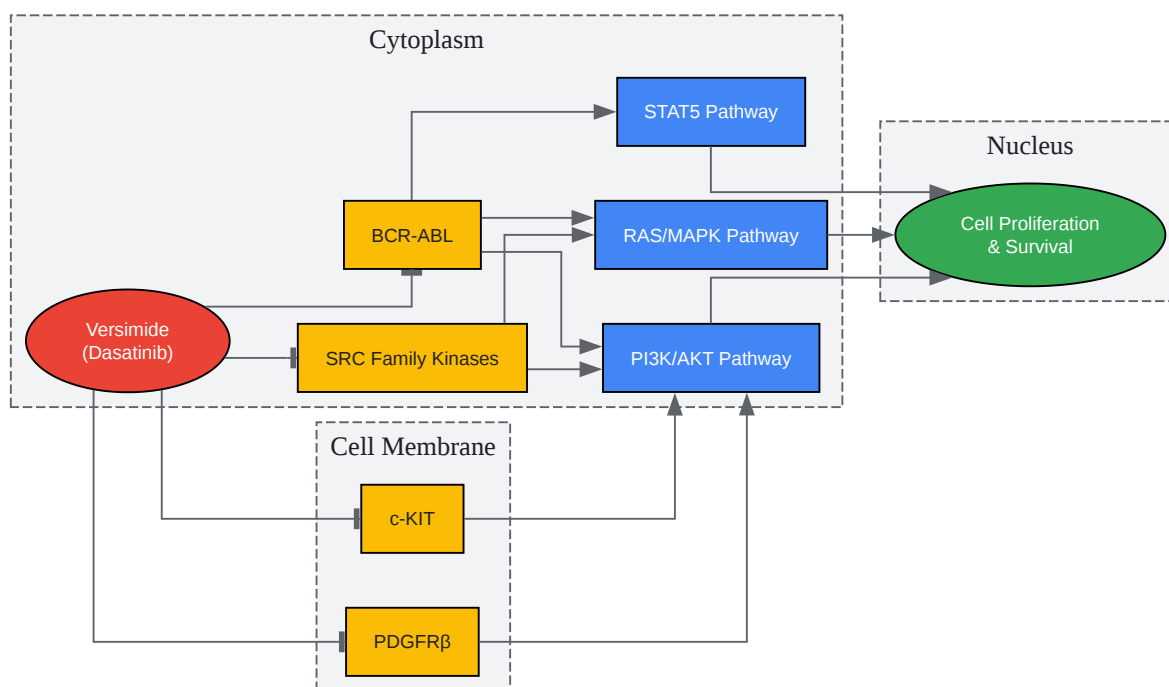 Cytoplasm
STAT5 Pathway
Nucleus
BCR-ABL
RAS/MAPK Pathway
Cell Proliferation
& Survival
Versimide
(Dasatinib)
SRC Family Kinases
PI3K/AKT Pathway
Cell Membrane
c-KIT
PDGFRβ